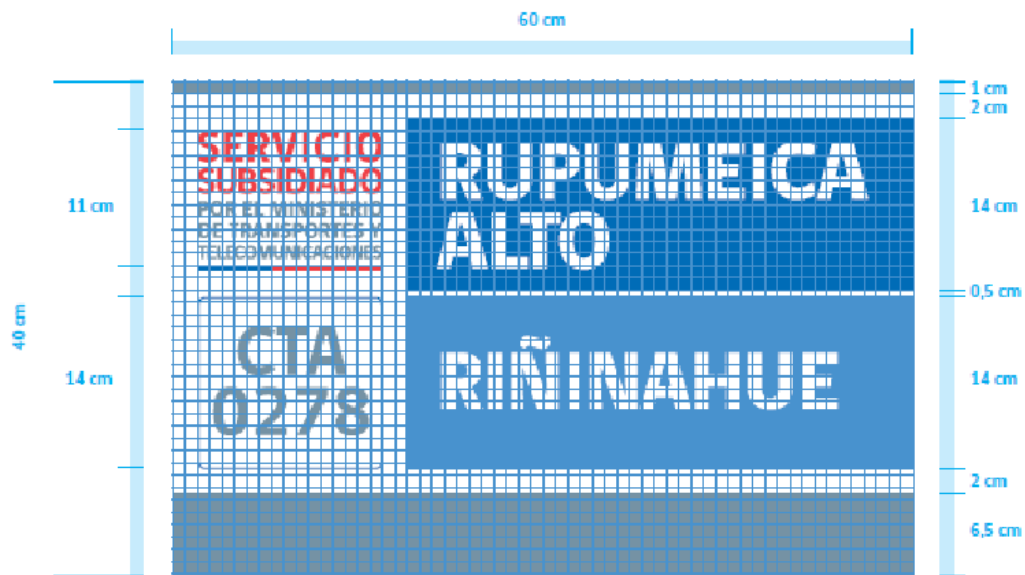 60 cm
1 cm
2 cm
SERVICIO
SUBSIDIADO
POR EL MINISTERIO
DE TRANSPORTES Y
TELECOMUNICACIONES
RUPUMEICA
ALTO
11 cm
14 cm
0,5 cm
40 cm
CTA
0278
RIÑINAHUE
14 cm
14 cm
2 cm
6,5 cm